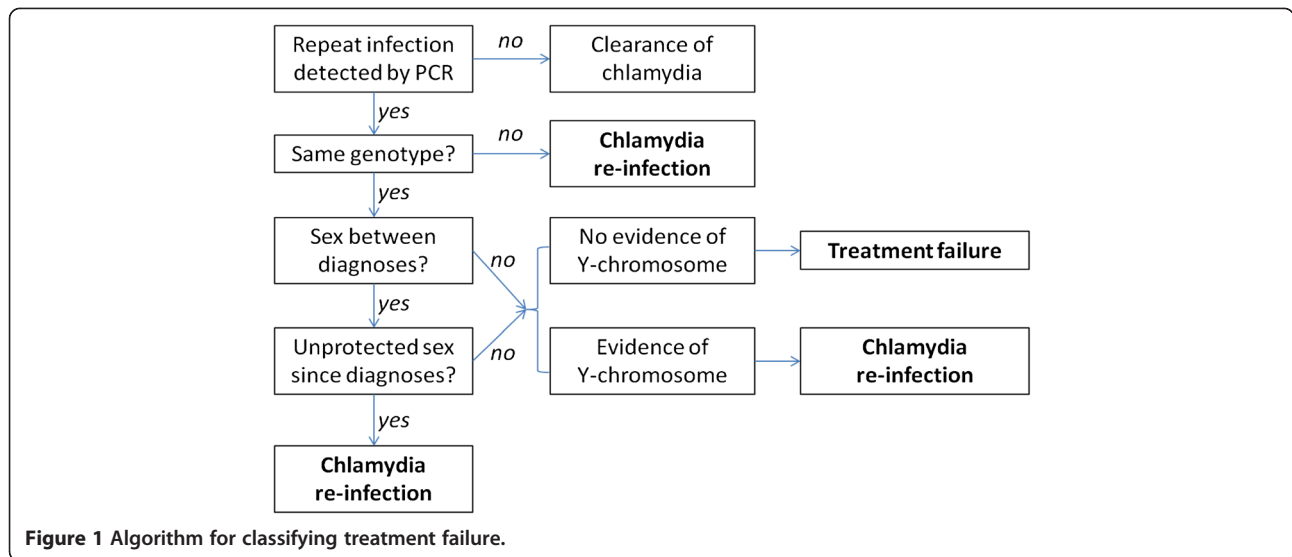 Repeat infection
detected by PCR
no
Clearance of
chlamydia
yes
Same genotype?
no
Chlamydia
re-infection
yes
Sex between
diagnoses?
no
No evidence of
Y-chromosome
Treatment failure
yes
Unprotected sex
since diagnoses?
no
Evidence of
Y-chromosome
Chlamydia
re-infection
yes
Chlamydia
re-infection
Figure 1 Algorithm for classifying treatment failure.